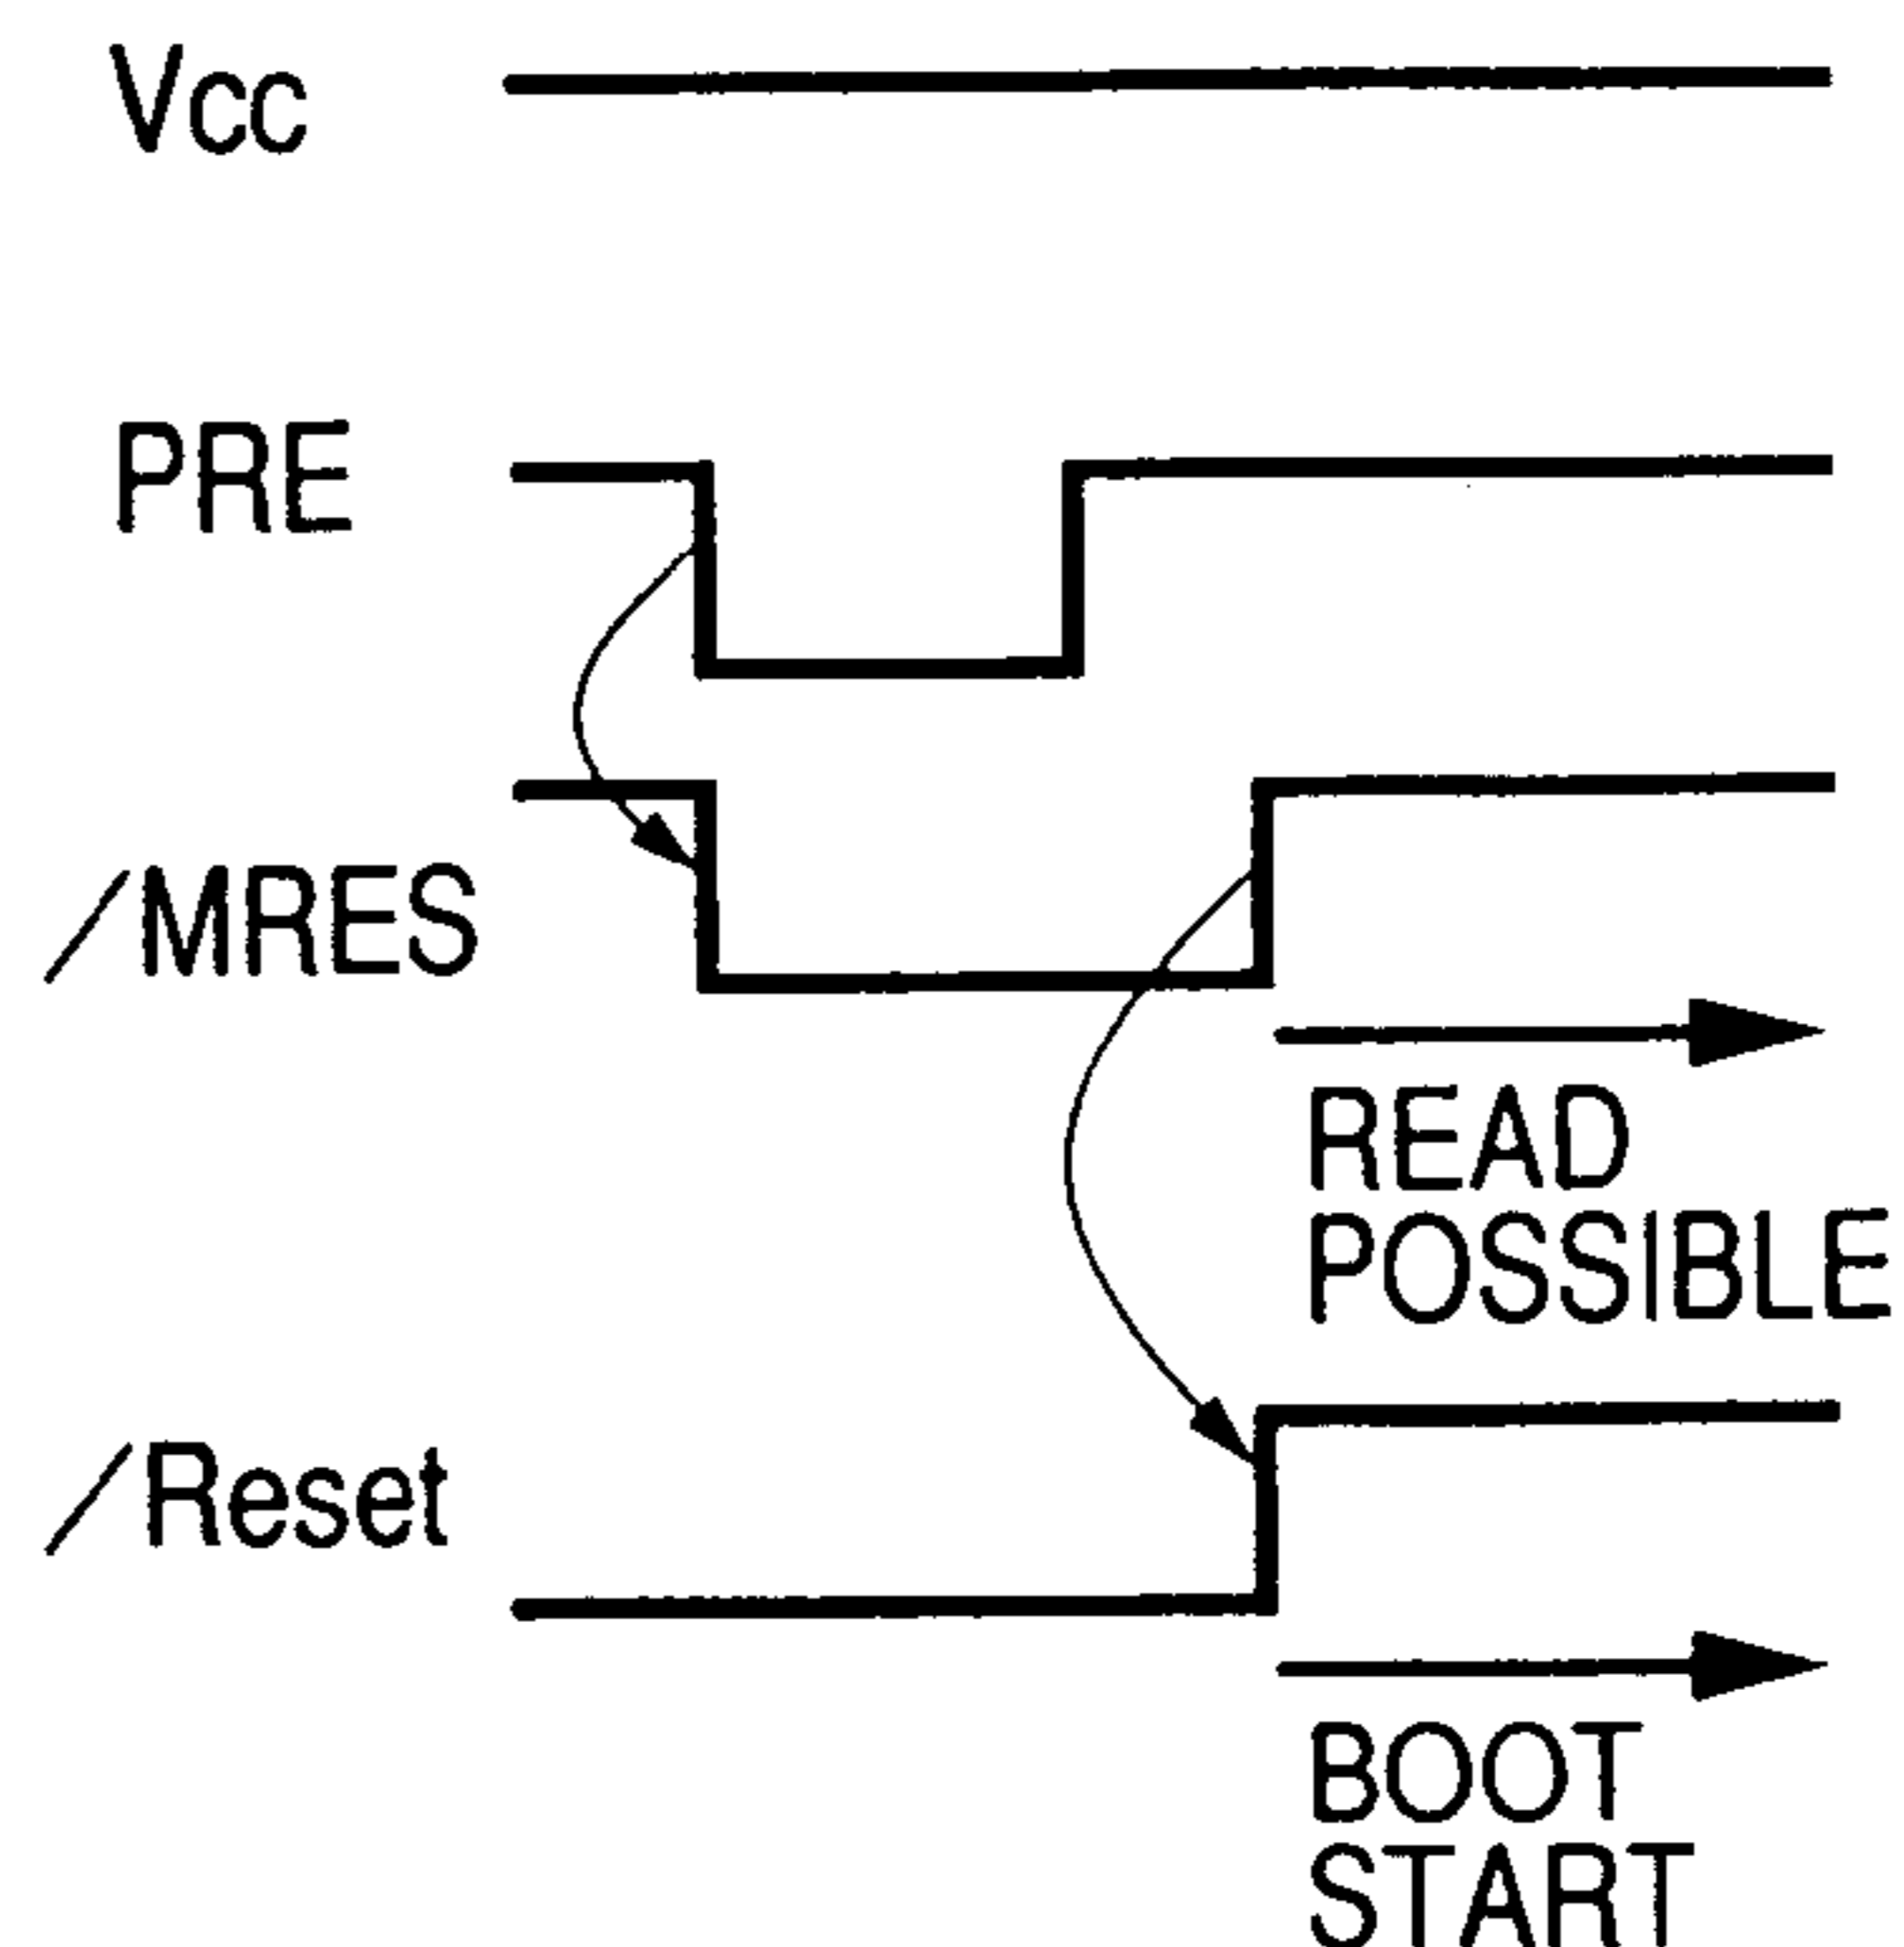 Vcc
PRE
/MRES
READ
POSSIBLE
/Reset
BOOT
START